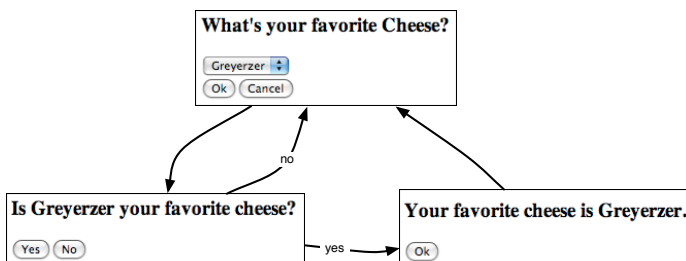 What's your favorite Cheese?
Greyerzer
Ok Cancel
no
Is Greyerzer your favorite cheese?
Yes No
yes
Your favorite cheese is Greyerzer.
Ok